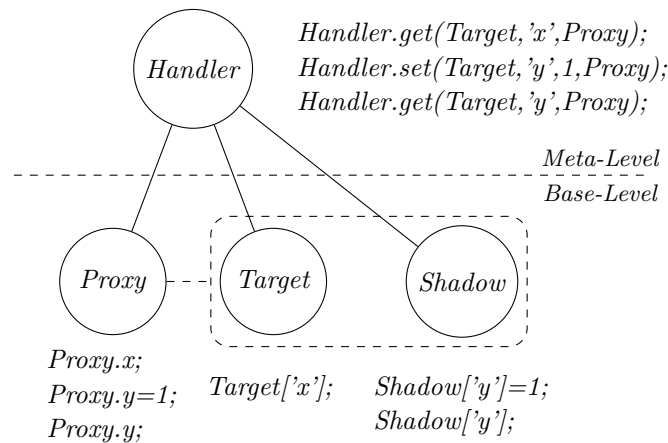 Handler
Handler.get(Target,'x',Proxy);
Handler.set(Target,'y',1,Proxy);
Handler.get(Target,'y',Proxy);
Meta-Level
Base-Level
Proxy
Target
Shadow
Proxy.x;
Proxy.y=1;
Proxy.y;
Target['x'];
Shadow['y']=1;
Shadow['y'];